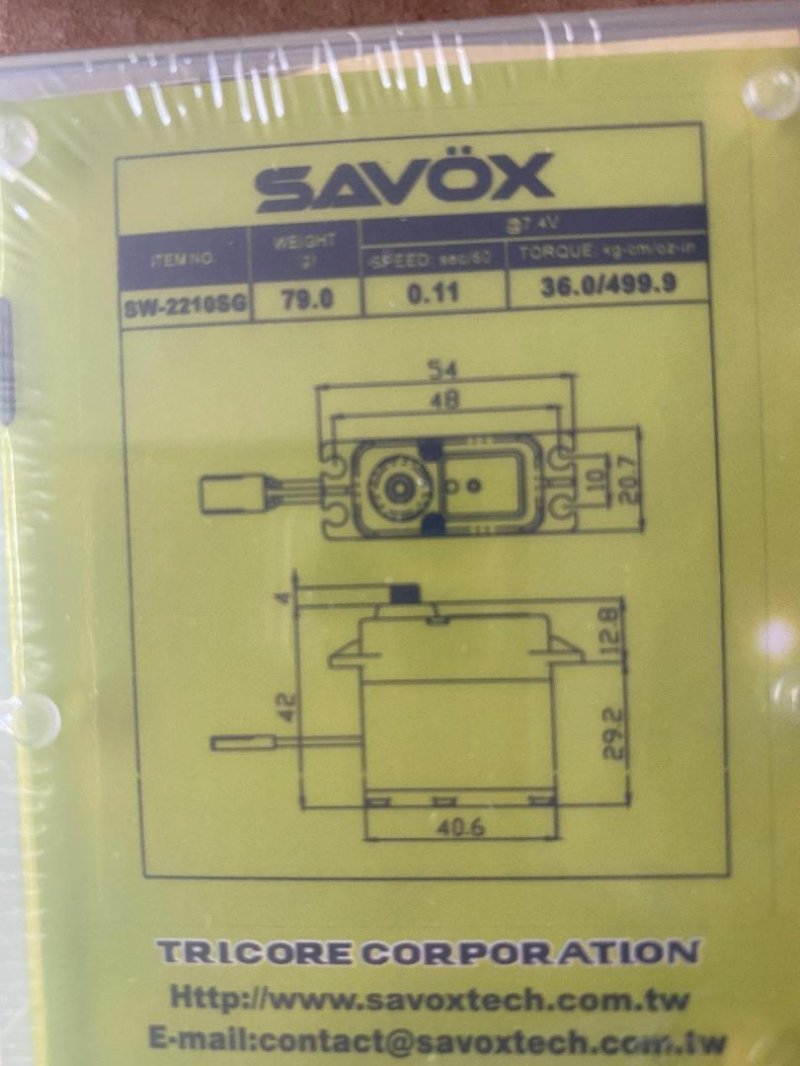 SAVÖX
@7.4V
ITEM NO. WEIGHT
gr SPEED: sec/60 TORQUE: kg-cm/oz-in
SW-2210SG 79.0 0.11 36.0/499.9
54
48
10 20.7
4
12.8
42
29.2
40.6
TRICORE CORPORATION
Http://www.savoxtech.com.tw
E-mail:contact@savoxtech.com.tw